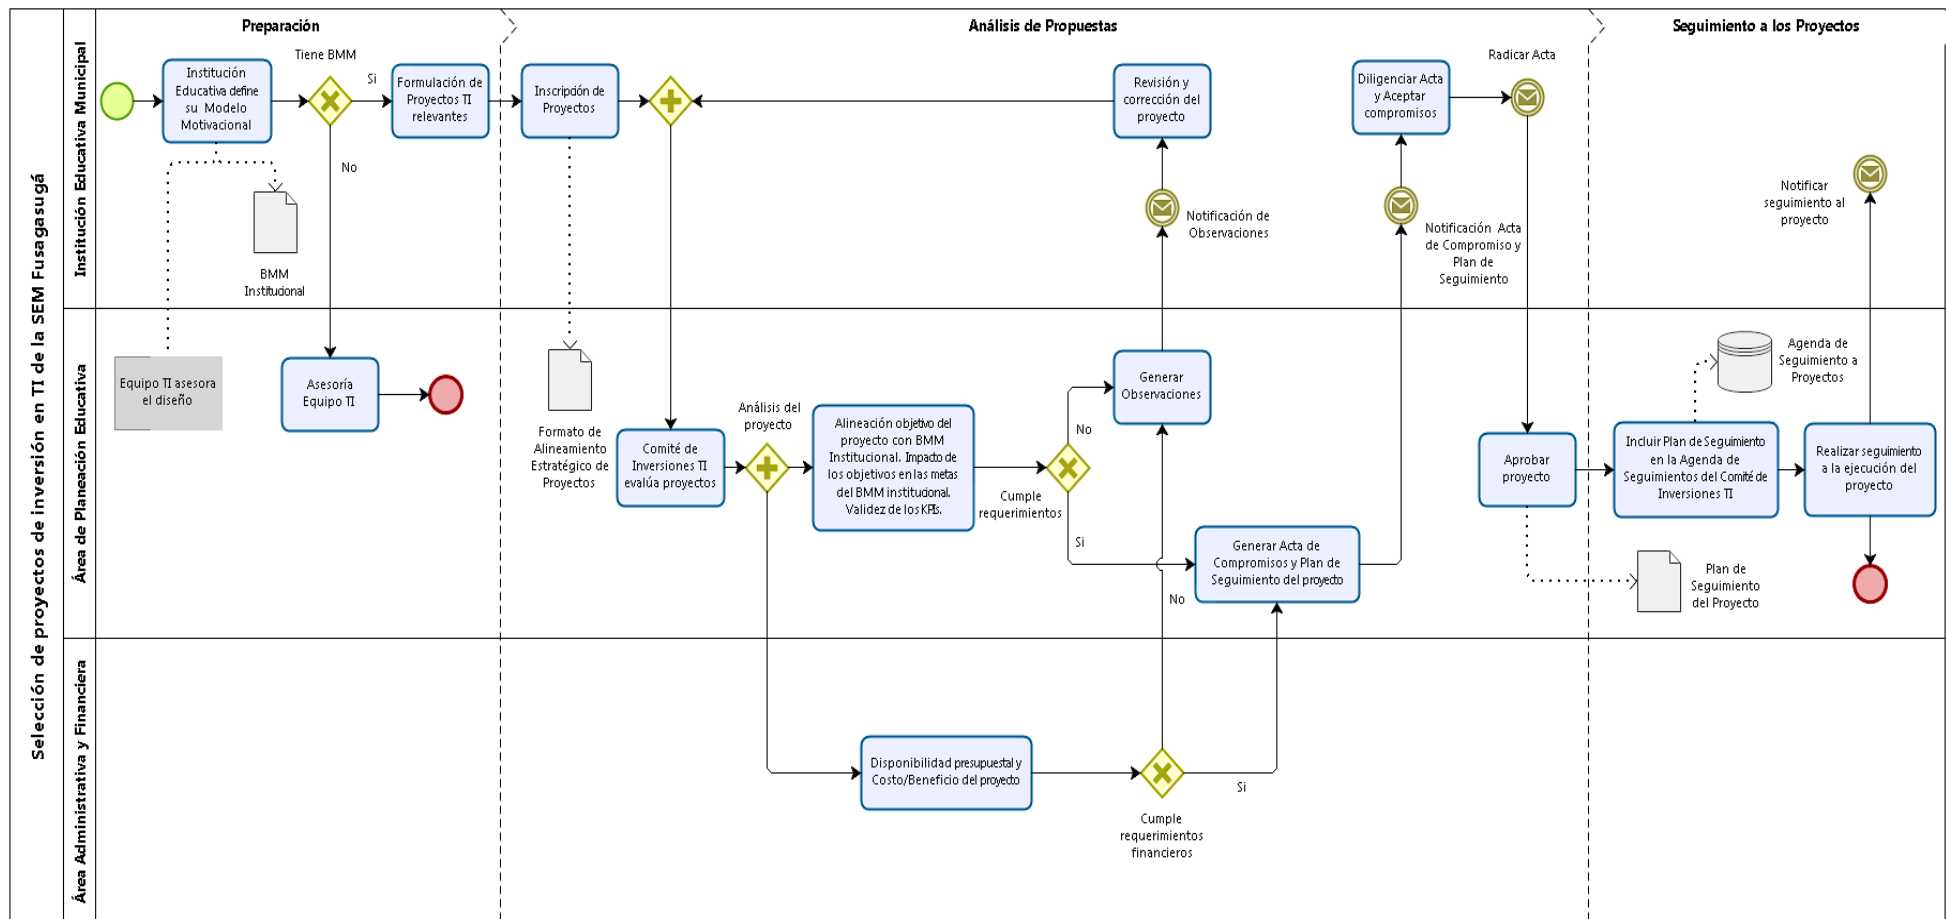 Selección de proyectos de inversión en TI de la SEM Fusagasugá
Preparación
Análisis de Propuestas
Seguimiento a los Proyectos
Institución Educativa Municipal
Tiene BMM
Institución
Educativa define
su Modelo
Motivacional
Si
No
Formulación de
Proyectos TI
relevantes
BMM
Institucional
Inscripción de
Proyectos
Revisión y
corrección del
proyecto
Notificación de
Observaciones
Diligenciar Acta
y Aceptar
compromisos
Radicar Acta
Notificación Acta
de Compromiso y
Plan de
Seguimiento
Notificar
seguimiento al
proyecto
Área de Planeación Educativa
Equipo TI asesora
el diseño
Asesoría
Equipo TI
Formato de
Alineamiento
Estratégico de
Proyectos
Comité de
Inversiones TI
evalúa proyectos
Análisis del
proyecto
Alineación objetivo del
proyecto con BMM
Institucional. Impacto de
los objetivos en las metas
del BMM institucional.
Validez de los KPIs.
Cumple
requerimientos
No
Si
Generar
Observaciones
Generar Acta de
Compromisos y Plan de
Seguimiento del proyecto
No
Aprobar
proyecto
Agenda de
Seguimiento a
Proyectos
Incluir Plan de Seguimiento
en la Agenda de
Seguimientos del Comité de
Inversiones TI
Realizar seguimiento
a la ejecución del
proyecto
Plan de
Seguimiento
del Proyecto
Área Administrativa y Financiera
Disponibilidad presupuestal y
Costo/Beneficio del proyecto
Si
Cumple
requerimientos
financieros